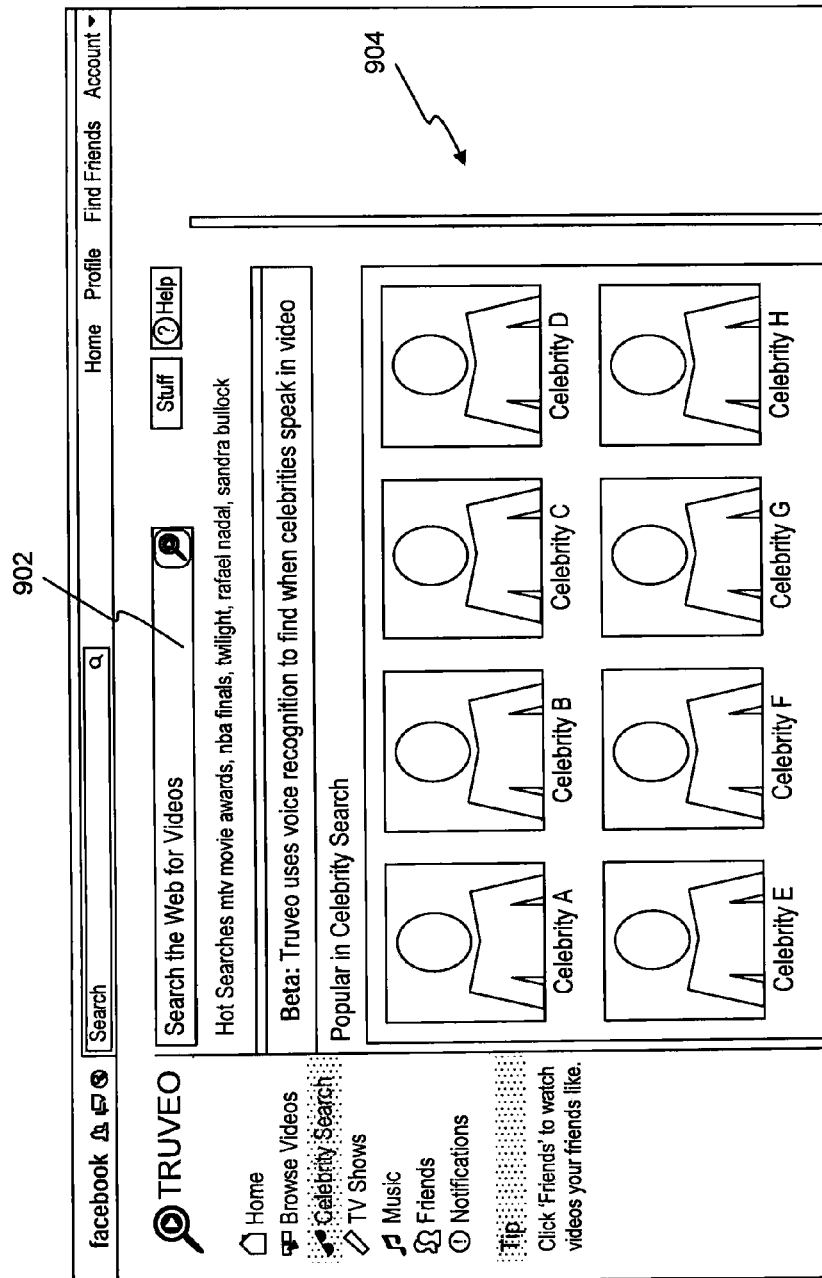 902
904
facebook
Search
Home Profile Find Friends Account
TRUVEO
Search the Web for Videos
Stuff
? Help
Hot Searches mtv movie awards, nba finals, twilight, rafael nadal, sandra bullock
Home
Browse Videos
Celebrity Search
TV Shows
Music
Friends
Notifications
Tip
Click 'Friends' to watch
videos your friends like.
Beta: Truveo uses voice recognition to find when celebrities speak in video
Popular in Celebrity Search
Celebrity A
Celebrity B
Celebrity C
Celebrity D
Celebrity E
Celebrity F
Celebrity G
Celebrity H